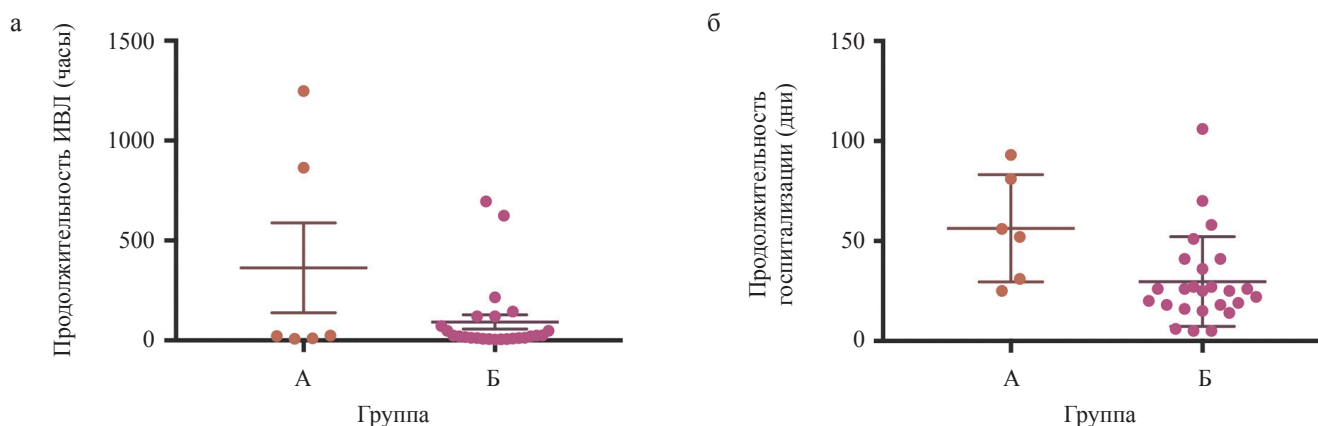 а
Продолжительность ИВЛ (часы)
1500
1000
500
0
А
Б
Группа
б
Продолжительность
госпитализации (дни)
150
100
50
0
А
Б
Группа